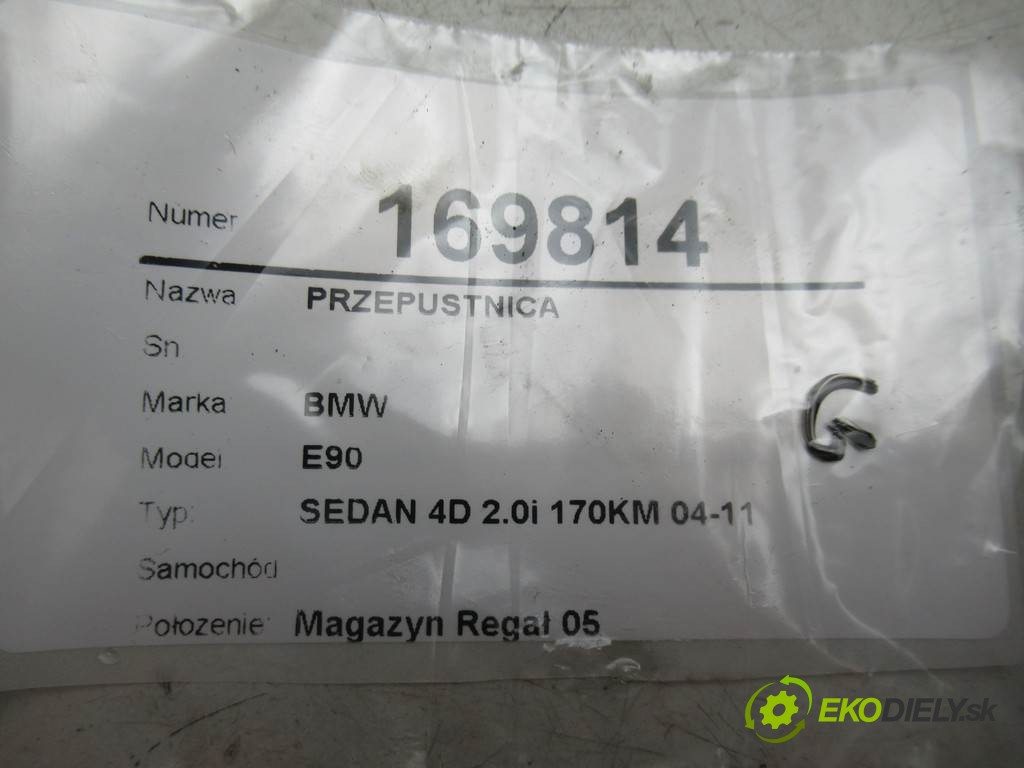 Numer 169814
Nazwa PRZEPUSTNICA
Sn
Marka BMW
Model E90
Typ: SEDAN 4D 2.0i 170KM 04-11
Samochód
Położenie: Magazyn Regał 05
G
EKODIELY.sk